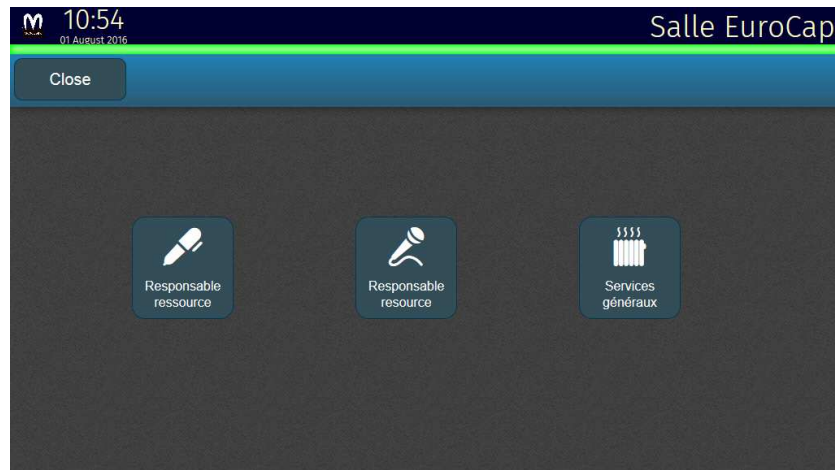 10:54
01 August 2016
Salle EuroCap
Close
Responsable
ressource
Responsable
resource
Services
généraux